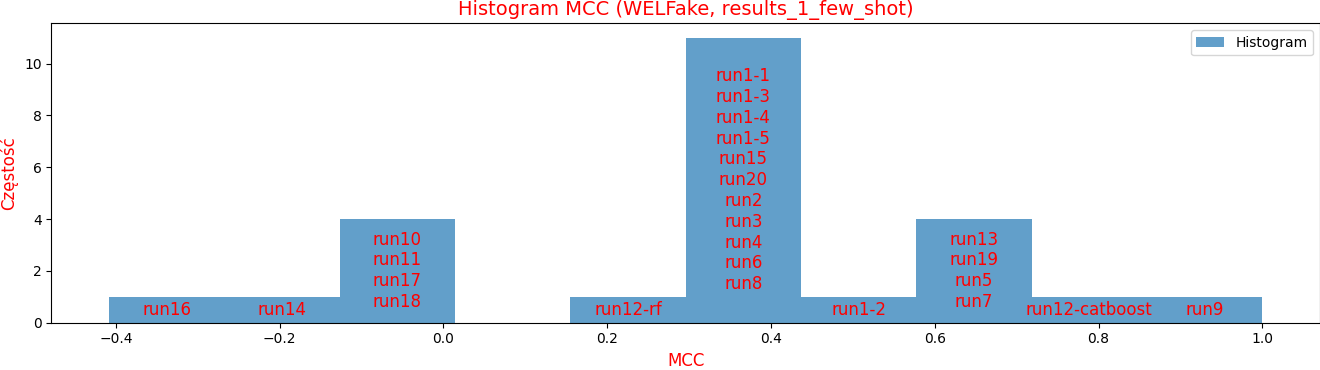 Histogram MCC (WELFake, results_1_few_shot)
Histogram
Częstość
10
8
6
4
2
0
run16
run14
run10
run11
run17
run18
run12-rf
run1-1
run1-3
run1-4
run1-5
run15
run20
run2
run3
run4
run6
run8
run1-2
run13
run19
run5
run7
run12-catboost
run9
−0.4
−0.2
0.0
0.2
0.4
0.6
0.8
1.0
MCC